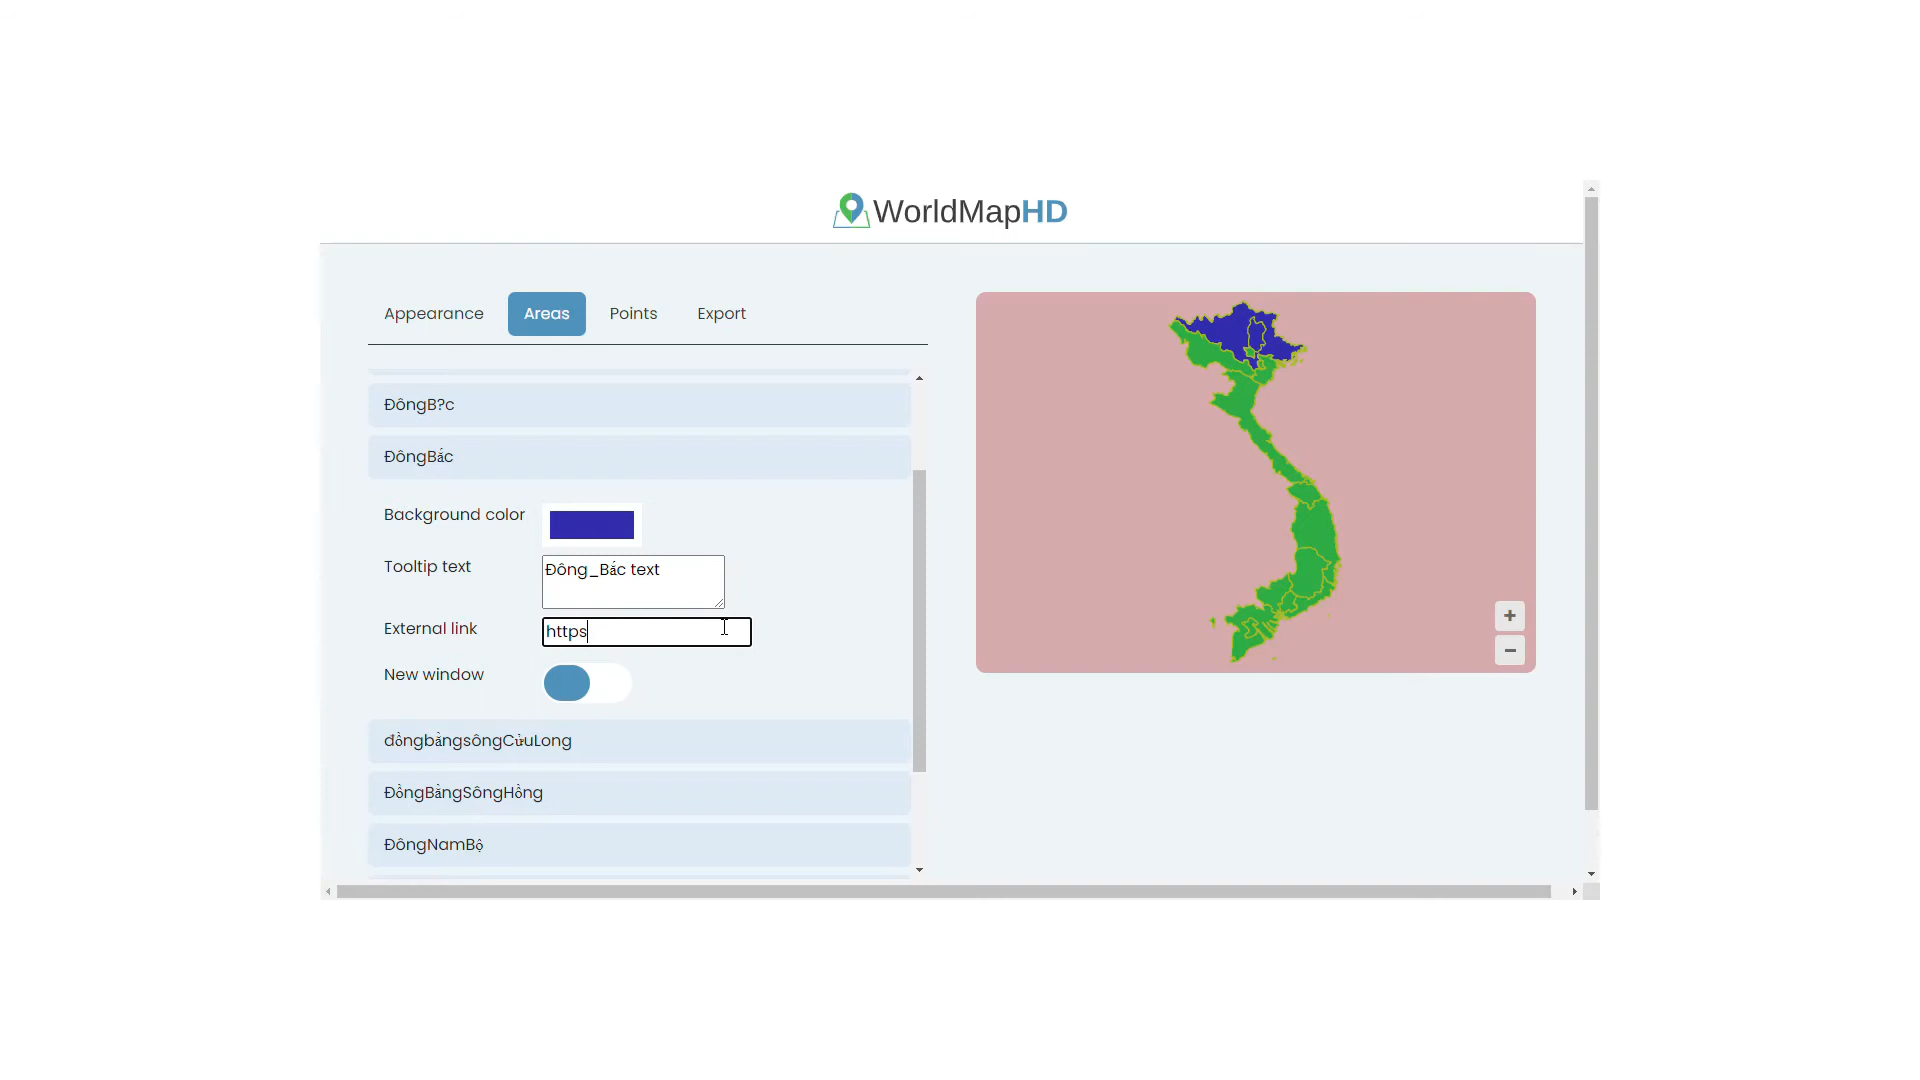 WorldMapHD
Appearance
Areas
Points
Export
ĐôngB?c
ĐôngBắc
Background color
Tooltip text
Đông_Bắc text
External link
https
New window
đồngbằngsôngCửuLong
ĐồngBằngSôngHồng
ĐôngNamBộ
+
−